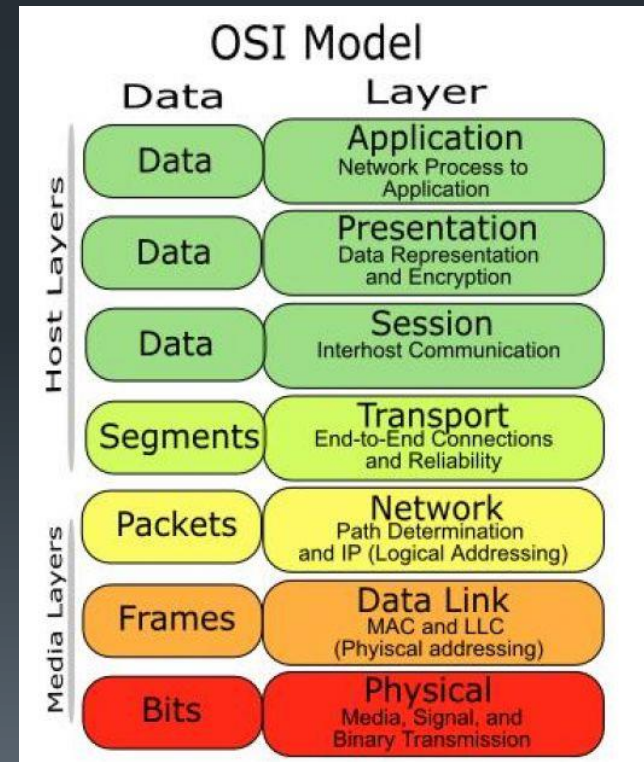 OSI Model
Data Layer
Host Layers
Data
Application
Network Process to
Application
Data
Presentation
Data Representation
and Encryption
Data
Session
Interhost Communication
Segments
Transport
End-to-End Connections
and Reliability
Media Layers
Packets
Network
Path Determination
and IP (Logical Addressing)
Frames
Data Link
MAC and LLC
(Phyiscal addressing)
Bits
Physical
Media, Signal, and
Binary Transmission